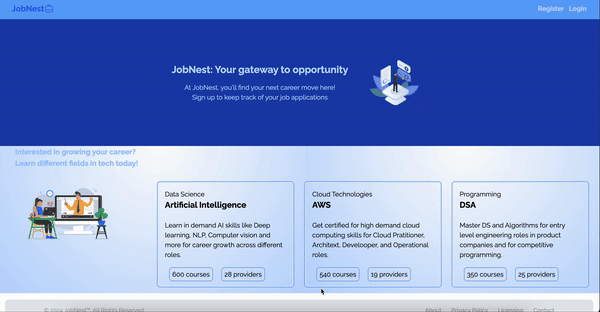 JobNest
Register Login
JobNest: Your gateway to opportunity
At JobNest, you'll find your next career move here!
Sign up to keep track of your job applications
Interested in growing your career?
Learn different fields in tech today!
Data Science
Artificial Intelligence
Learn in demand AI skills like Deep
learning, NLP, Computer vision and
more for career growth across different
roles.
600 courses 28 providers
Cloud Technologies
AWS
Get certified for high demand cloud
computing skills for Cloud Pratitioner,
Architext, Develooper, and Operational
roles.
540 courses 19 providers
Programming
DSA
Master DS and Algorithms for entry
level engineering roles in product
companies and for competitive
programming.
350 courses 25 providers
© 2024 JobNest™. All Rights Reserved.
About Privacy Policy Licensing Contact